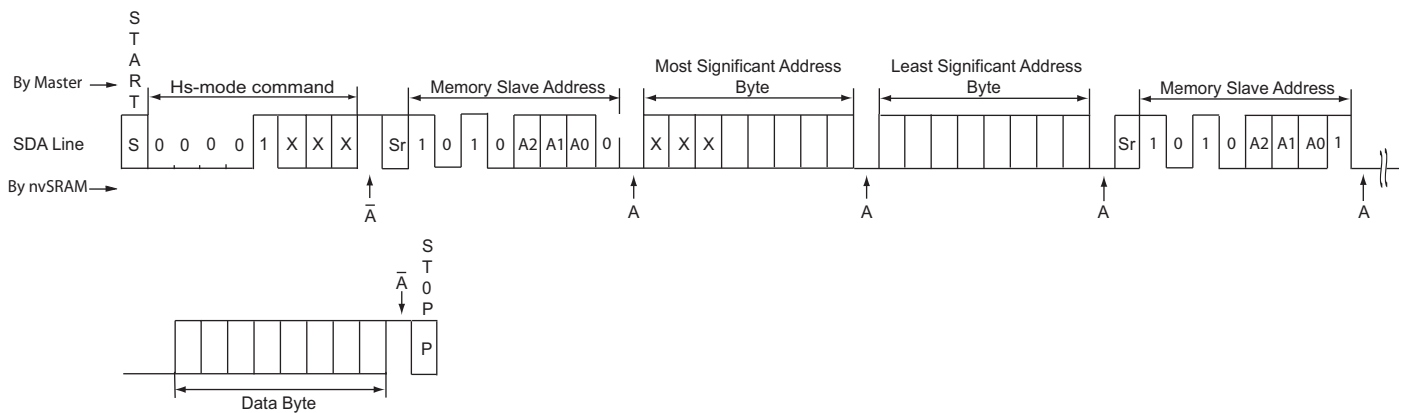 START
By Master
Hs-mode command
Memory Slave Address
Most Significant Address
Byte
Least Significant Address
Byte
Memory Slave Address
SDA Line
S 0 0 0 0 1 X X X Sr 1 0 1 0 A2 A1 A0 0 X X X Sr 1 0 1 0 A2 A1 A0 1
By nvSRAM
A̅ A A A A
A̅
ST0P
P
Data Byte